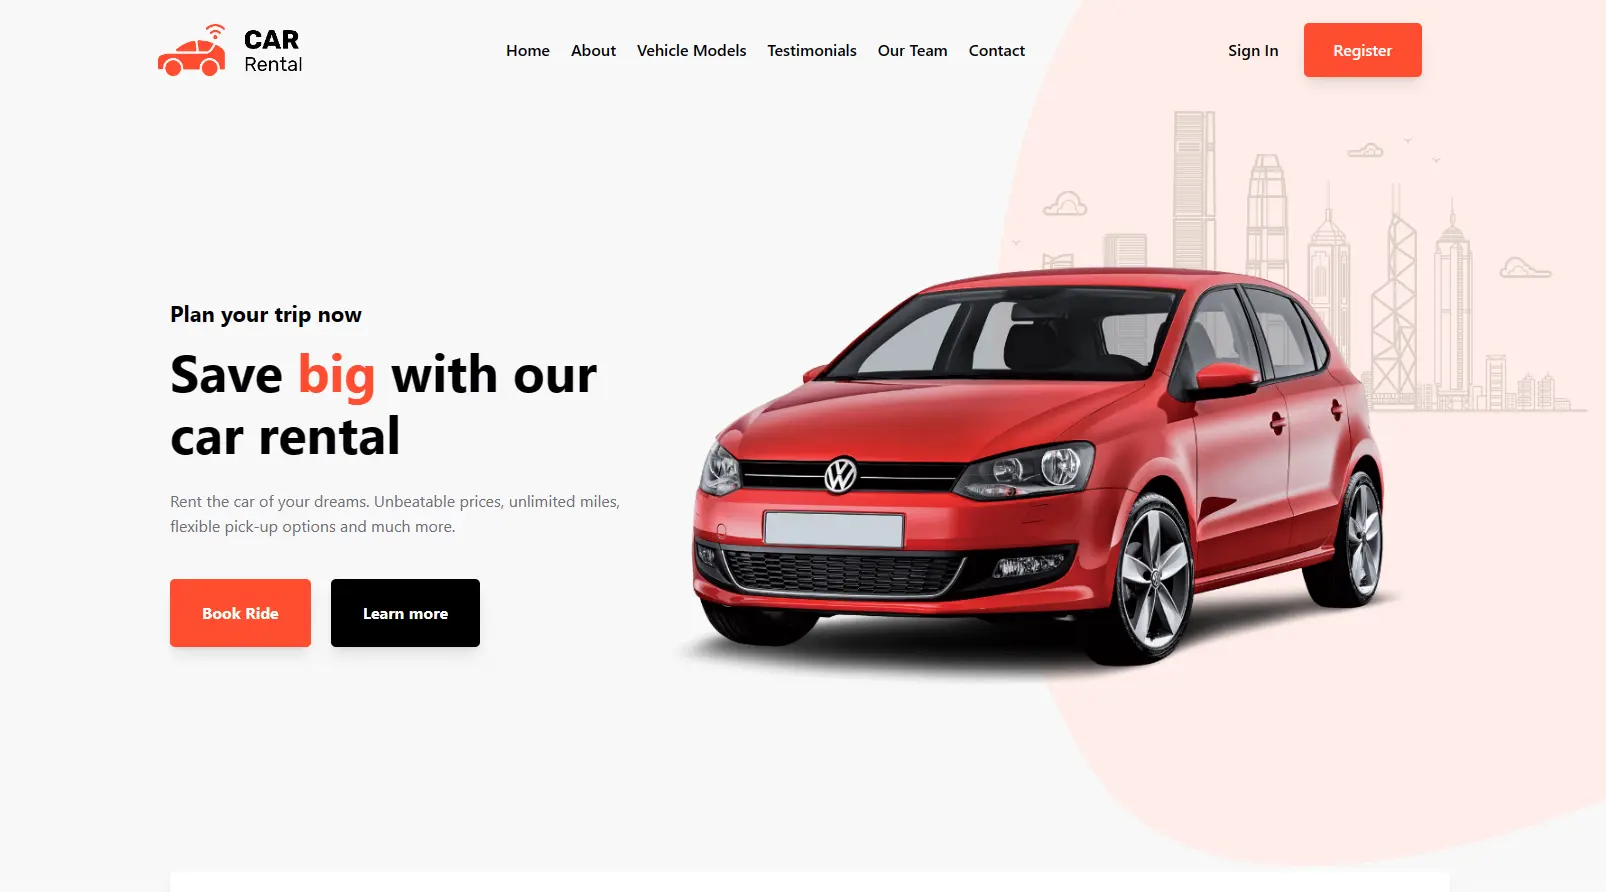 CAR
Rental
Home About Vehicle Models Testimonials Our Team Contact
Sign In Register
Plan your trip now
Save big with our
car rental
Rent the car of your dreams. Unbeatable prices, unlimited miles,
flexible pick-up options and much more.
Book Ride Learn more